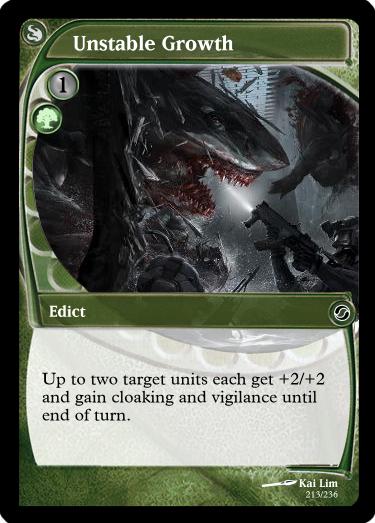 Unstable Growth
1
Edict
Up to two target units each get +2/+2
and gain cloaking and vigilance until
end of turn.
Kai Lim
213/236